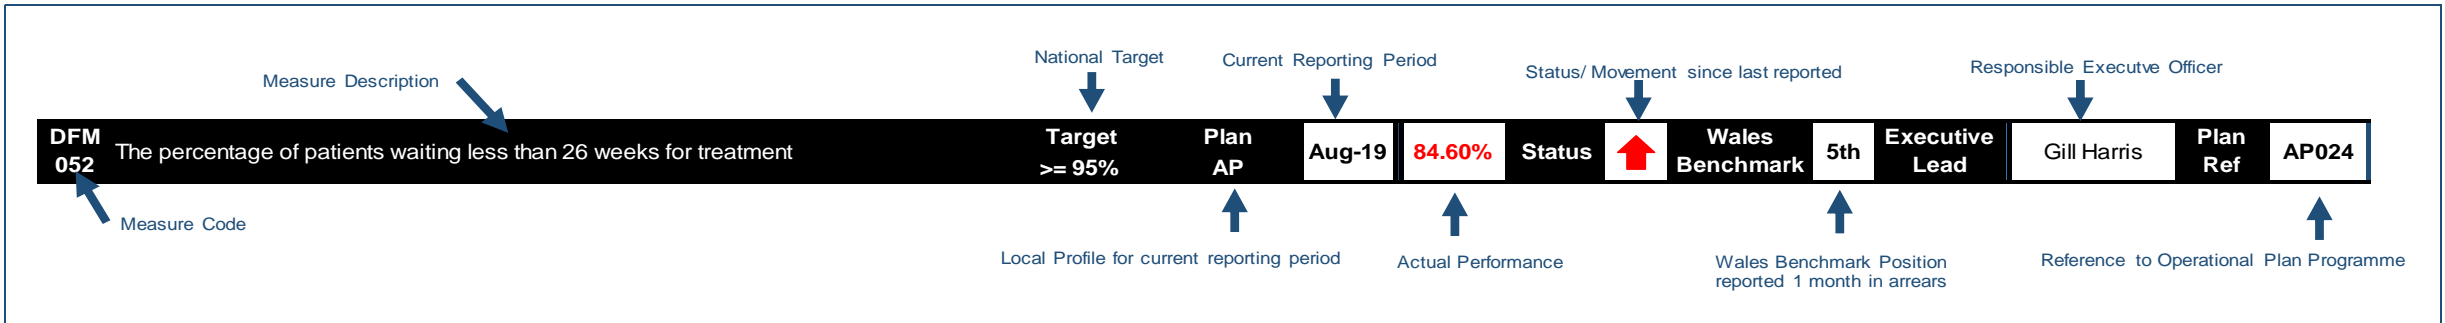 National Target
Current Reporting Period
Status/ Movement since last reported
Responsible Executve Officer
Measure Description
DFM
052
The percentage of patients waiting less than 26 weeks for treatment
Target
>= 95%
Plan
AP
Aug-19
84.60%
Status
Wales
Benchmark
5th
Executive
Lead
Gill Harris
Plan
Ref
AP024
Measure Code
Local Profile for current reporting period
Actual Performance
Wales Benchmark Position
reported 1 month in arrears
Reference to Operational Plan Programme